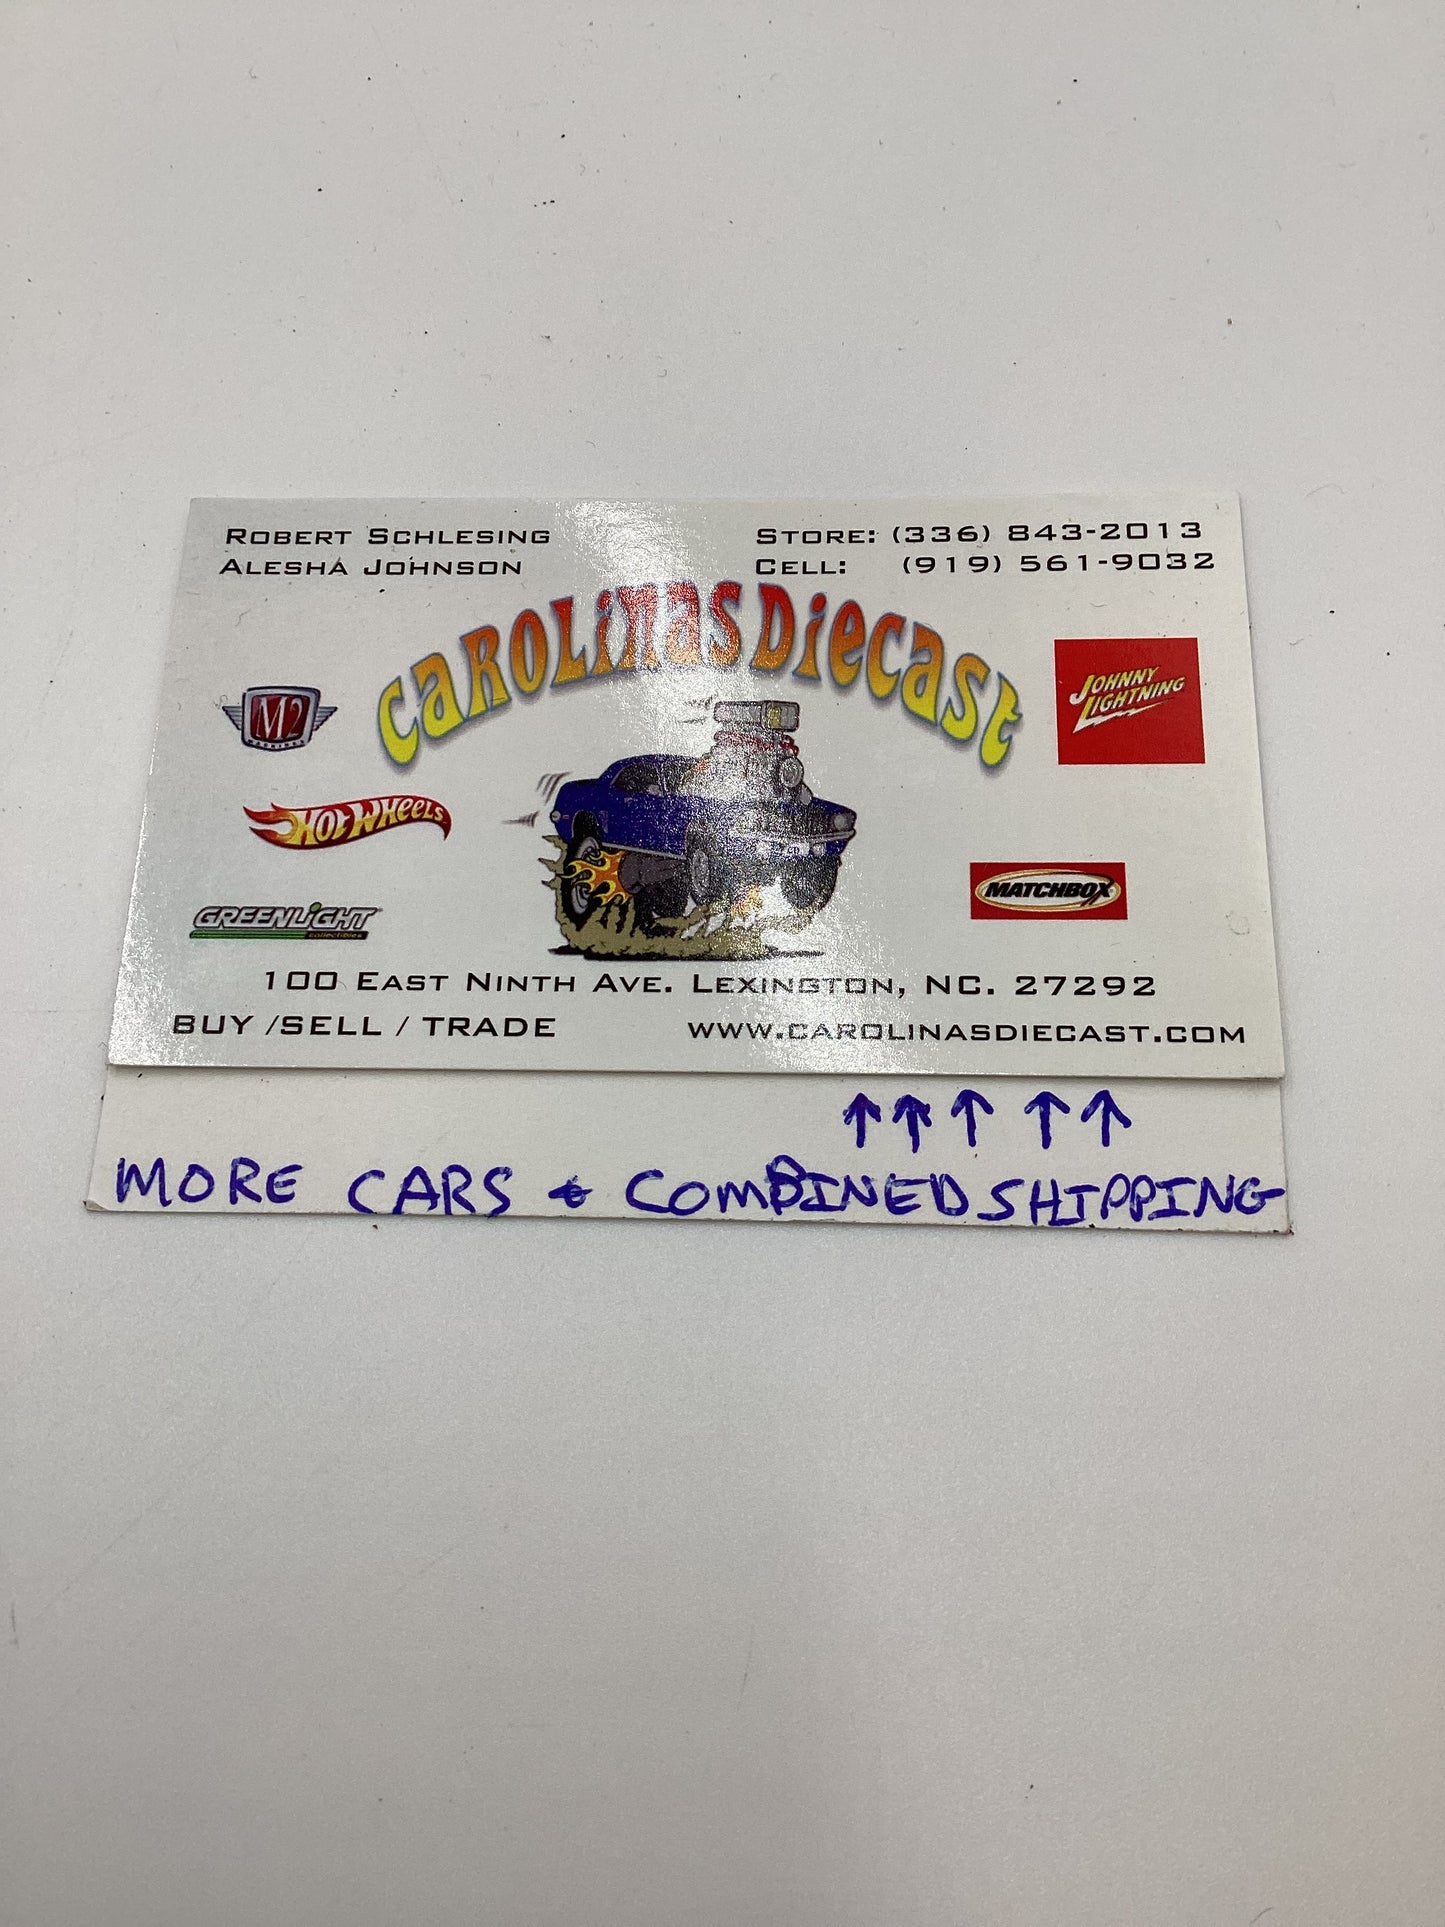 ROBERT SCHLESING
ALESHA JOHNSON
STORE: (336) 843-2013
CELL: (919) 561-9032
CAROLINAS DIECAST
M2
MACHINES
JOHNNY
LIGHTNING
HOT WHEELS
MATCHBOX
GREENLIGHT
collectibles
100 EAST NINTH AVE. LEXINGTON, NC. 27292
BUY /SELL / TRADE
WWW.CAROLINASDIECAST.COM
↑↑↑ ↑↑
MORE CARS & COMBINED SHIPPING